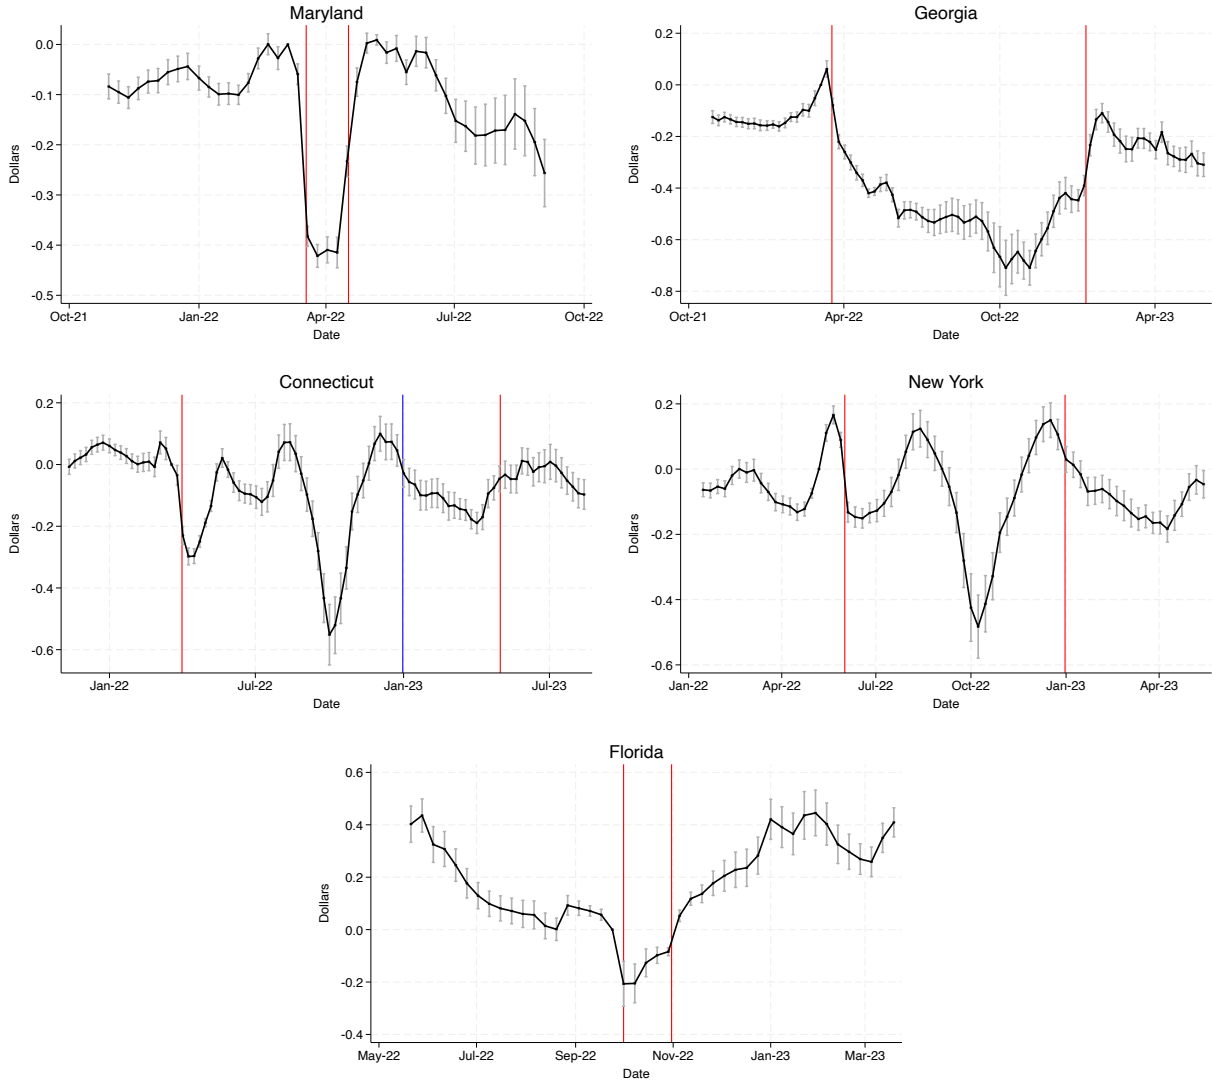 Maryland
0.0
-0.1
-0.2
-0.3
-0.4
-0.5
Dollars
Oct-21 Jan-22 Apr-22 Jul-22 Oct-22
Date
Georgia
0.2
0.0
-0.2
-0.4
-0.6
-0.8
Dollars
Oct-21 Apr-22 Oct-22 Apr-23
Date
Connecticut
0.2
0.0
-0.2
-0.4
-0.6
Dollars
Jan-22 Jul-22 Jan-23 Jul-23
Date
New York
0.2
0.0
-0.2
-0.4
-0.6
Dollars
Jan-22 Apr-22 Jul-22 Oct-22 Jan-23 Apr-23
Date
Florida
0.6
0.4
0.2
0.0
-0.2
-0.4
Dollars
May-22 Jul-22 Sep-22 Nov-22 Jan-23 Mar-23
Date